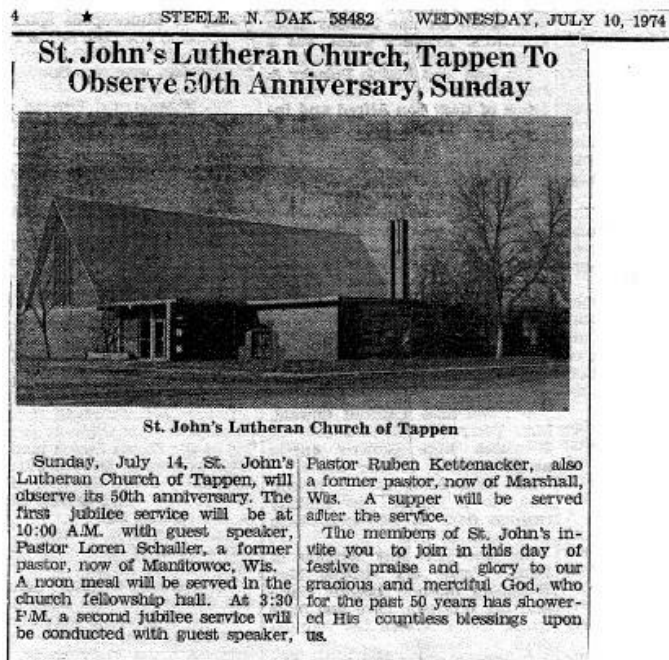 4 ★ STEELE, N. DAK. 58482 WEDNESDAY, JULY 10, 1974
St. John's Lutheran Church, Tappen To
Observe 50th Anniversary, Sunday
St. John's Lutheran Church of Tappen
Sunday, July 14, St. John's
Lutheran Church of Tappen, will
observe its 50th anniversary. The
first jubilee service will be at
10:00 A.M. with guest speaker,
Pastor Loren Schaller, a former
pastor, now of Manitowoc, Wis.
A noon meal will be served in the
church fellowship hall. At 3:30
P.M. a second jubilee service will
be conducted with guest speaker,
Pastor Ruben Kettenacker, also
a former pastor, now of Marshall,
Wis. A supper will be served
after the service.
The members of St. John's in-
vite you to join in this day of
festive praise and glory to our
gracious and merciful God, who
for the past 50 years has shower-
ed His countless blessings upon
us.